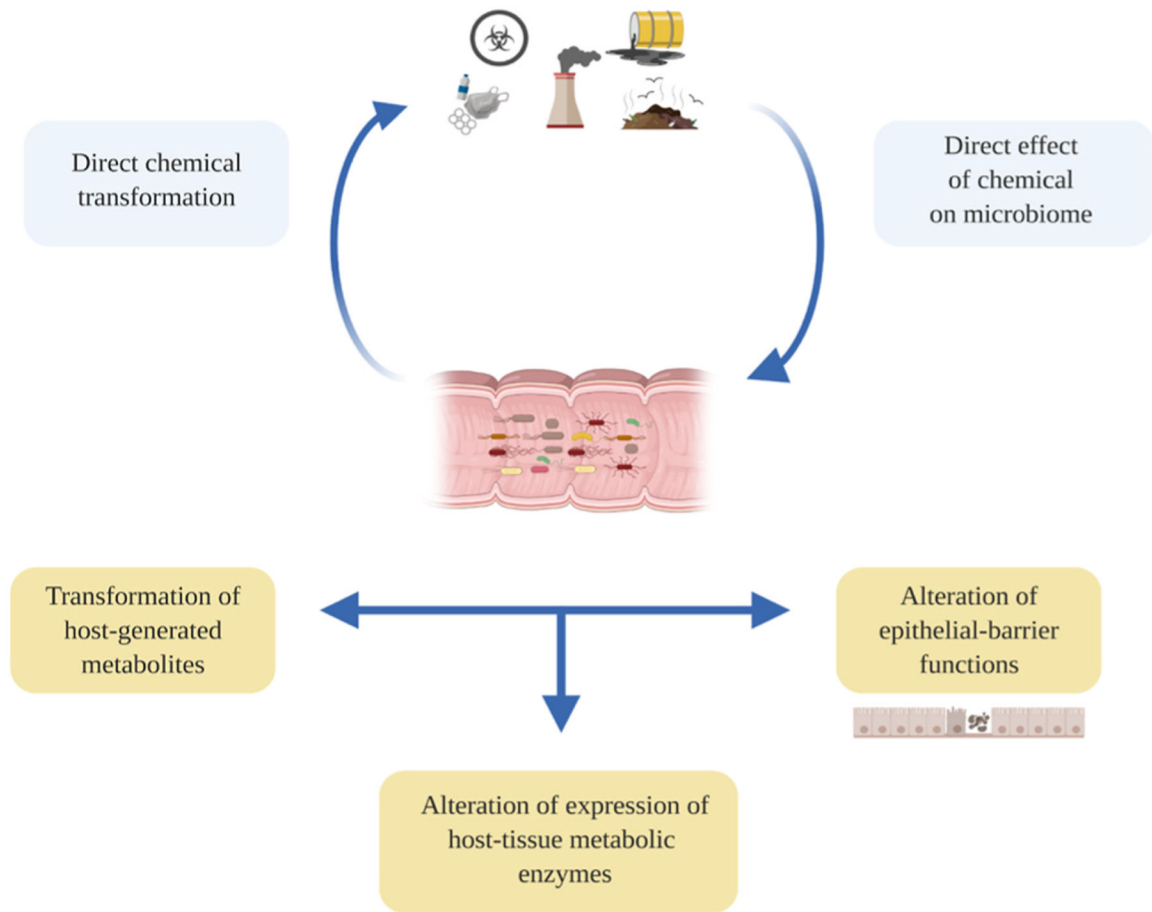 Direct chemical
transformation
Direct effect
of chemical
on microbiome
Transformation of
host-generated
metabolites
Alteration of
epithelial-barrier
functions
Alteration of expression of
host-tissue metabolic
enzymes